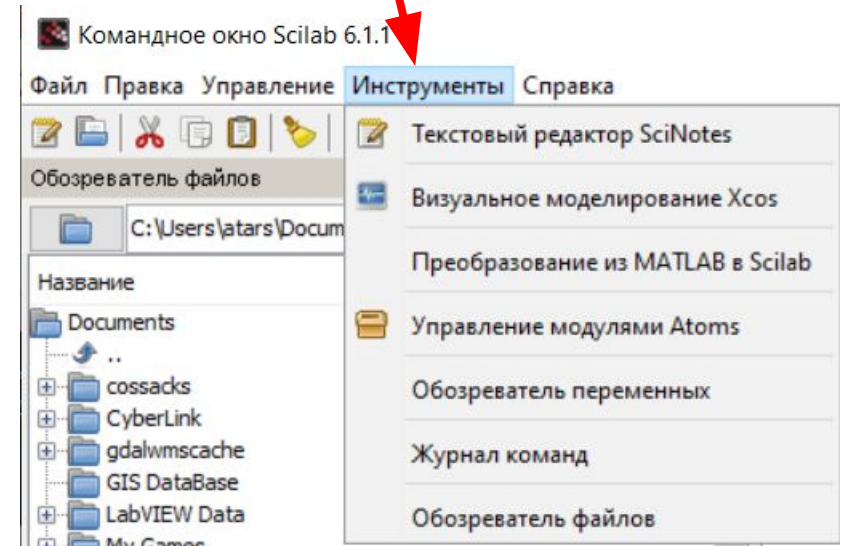 Командное окно Scilab 6.1.1
Файл Правка Управление Инструменты Справка
Обозреватель файлов
C:\Users\atars\Docum
Название
Documents
..
cossacks
CyberLink
gdalwmscache
GIS DataBase
LabVIEW Data
My Games
Текстовый редактор SciNotes
Визуальное моделирование Xcos
Преобразование из MATLAB в Scilab
Управление модулями Atoms
Обозреватель переменных
Журнал команд
Обозреватель файлов